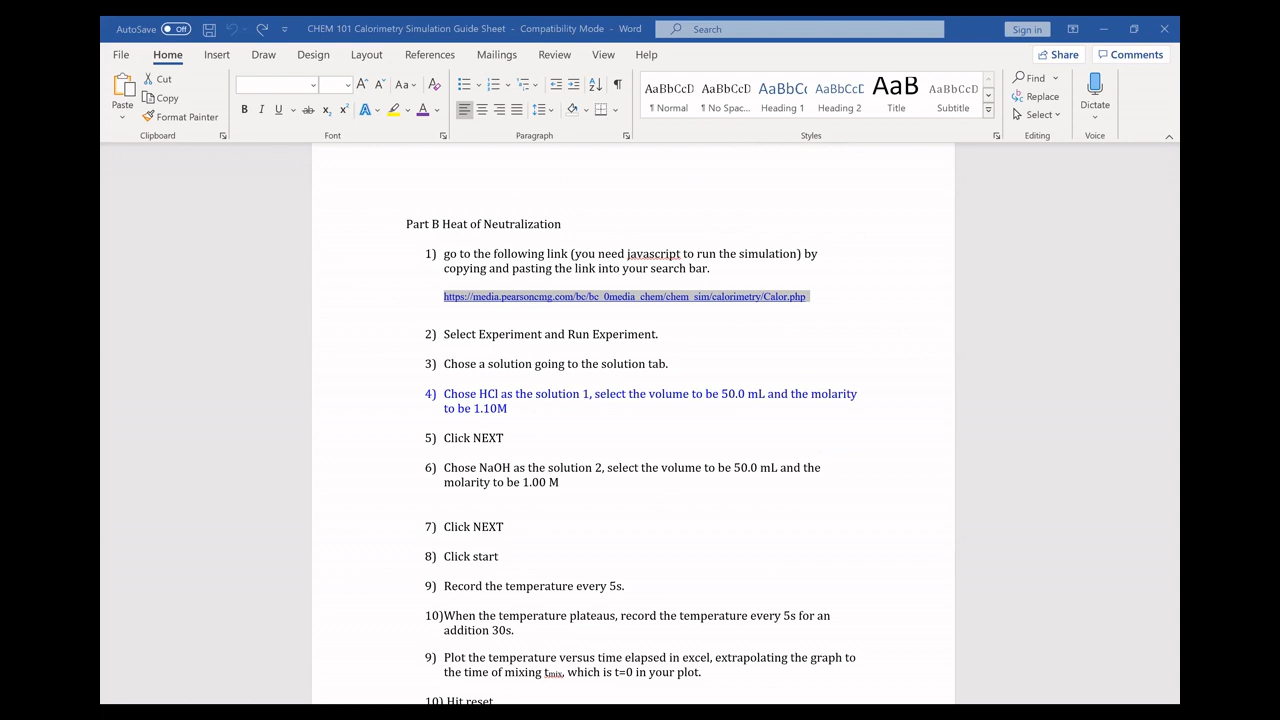 AutoSave Off CHEM 101 Calorimetry Simulation Guide Sheet - Compatibility Mode - Word Search Sign in
File Home Insert Draw Design Layout References Mailings Review View Help Share Comments
Paste Cut Copy Format Painter
Clipboard
B I U ab x₂ x² A A A Aa A A
Font
Paragraph
AaBbCcD ¶ Normal
AaBbCcD ¶ No Spac...
AaBbCc Heading 1
AaBbCcD Heading 2
AaB Title
AaBbCcD Subtitle
Styles
Find
Replace
Select
Editing
Dictate
Voice
Part B Heat of Neutralization
1) go to the following link (you need javascript to run the simulation) by
copying and pasting the link into your search bar.
https://media.pearsoncmg.com/bc/bc_0media_chem/chem_sim/calorimetry/Calor.php
2) Select Experiment and Run Experiment.
3) Chose a solution going to the solution tab.
4) Chose HCl as the solution 1, select the volume to be 50.0 mL and the molarity
to be 1.10M
5) Click NEXT
6) Chose NaOH as the solution 2, select the volume to be 50.0 mL and the
molarity to be 1.00 M
7) Click NEXT
8) Click start
9) Record the temperature every 5s.
10)When the temperature plateaus, record the temperature every 5s for an
addition 30s.
9) Plot the temperature versus time elapsed in excel, extrapolating the graph to
the time of mixing tmix, which is t=0 in your plot.
10) Hit reset